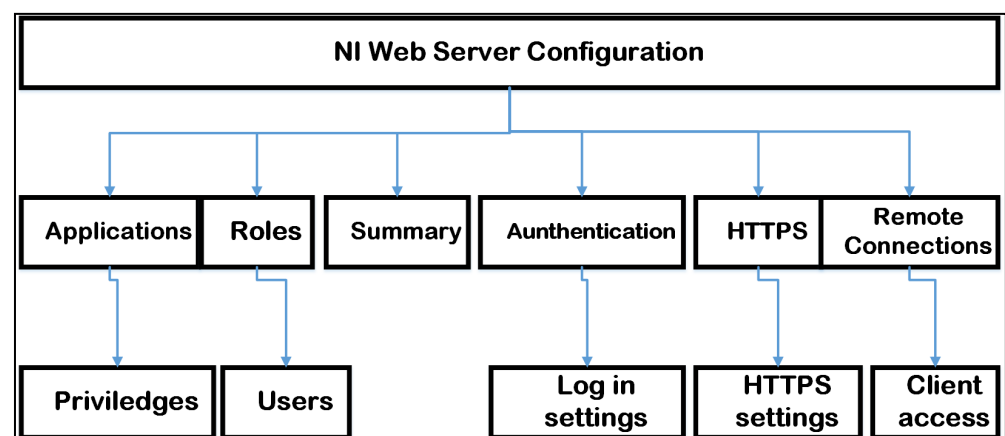 NI Web Server Configuration
Applications
Roles
Summary
Aunthentication
HTTPS
Remote
Connections
Priviledges
Users
Log in
settings
HTTPS
settings
Client
access